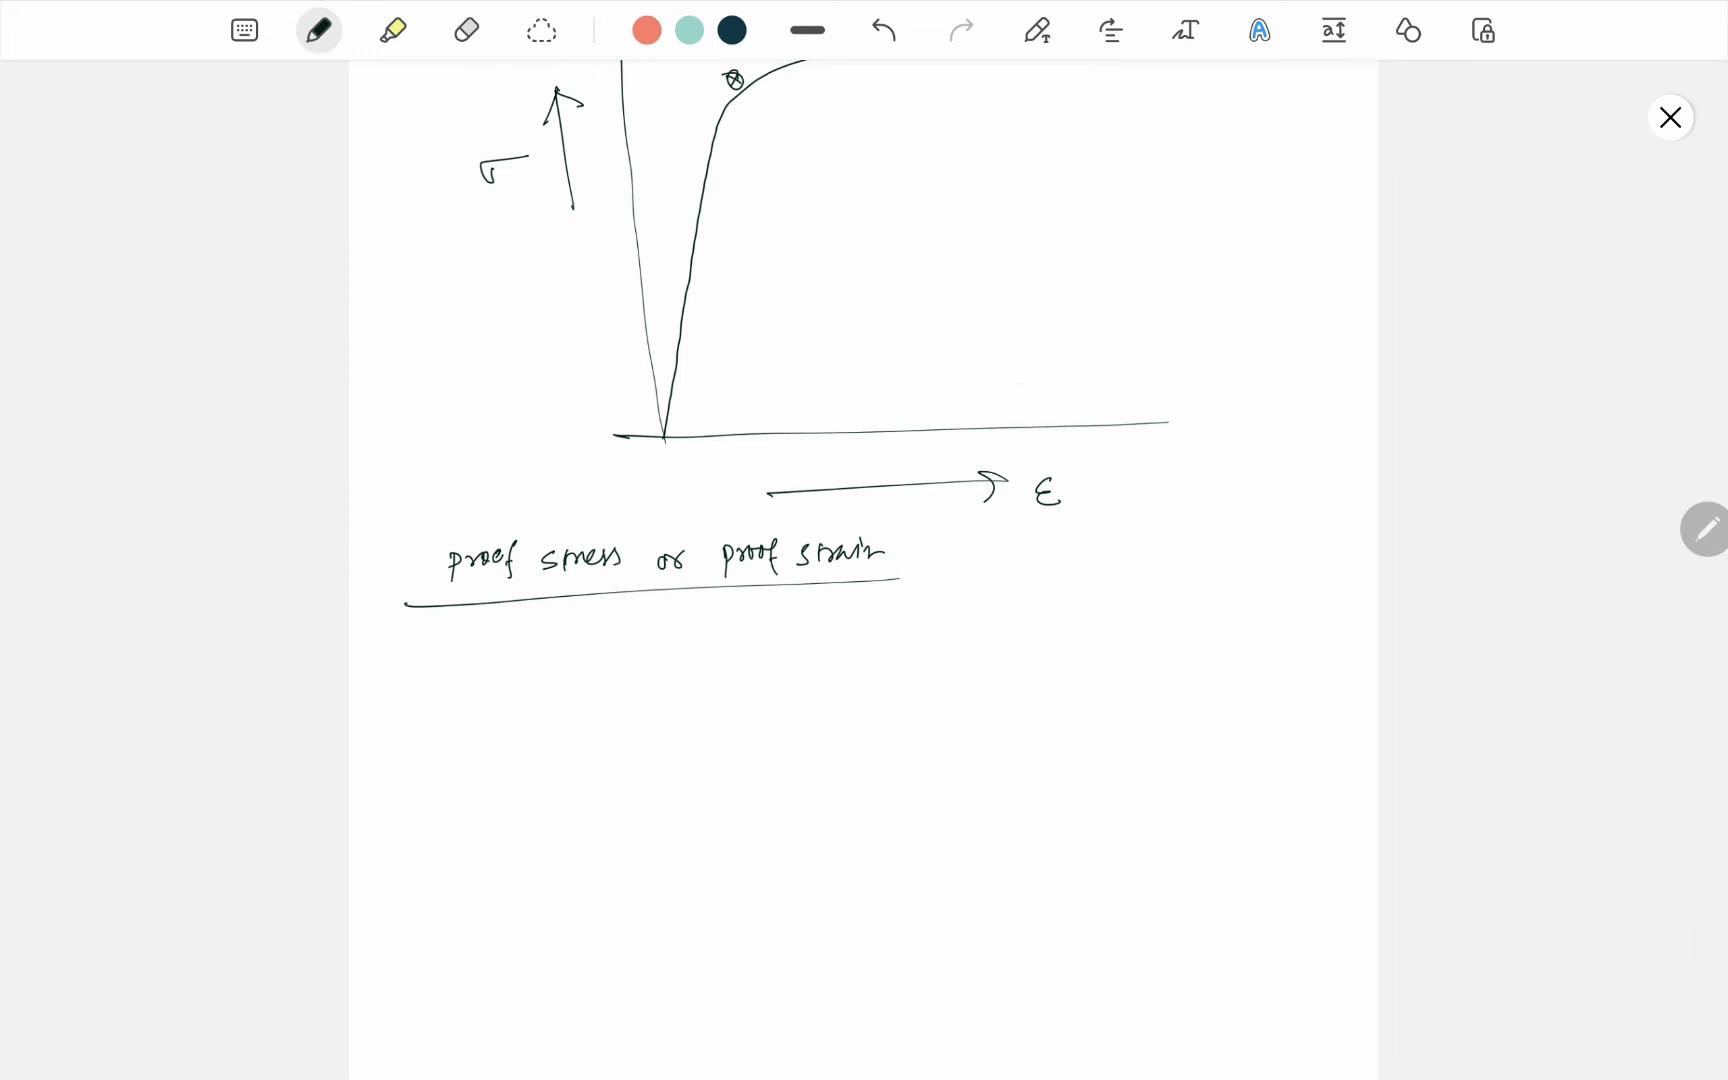 σ
ε
proof stress or proof strain